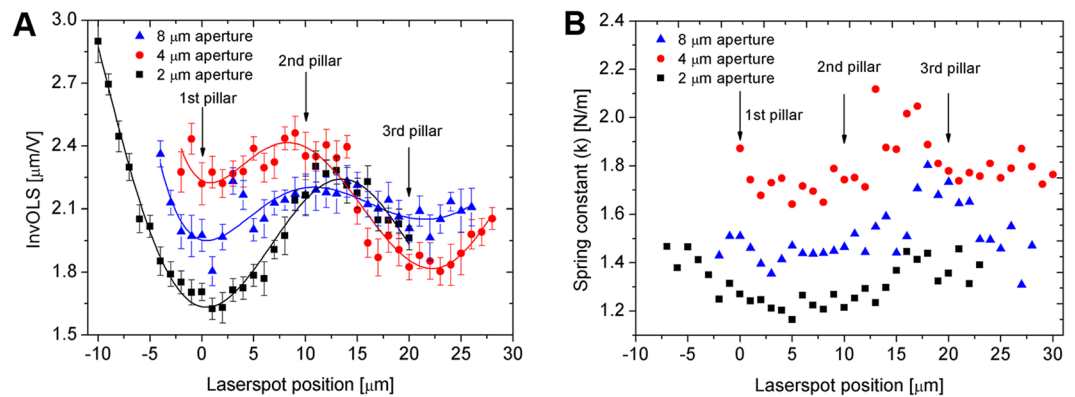 A
8 μm aperture
4 μm aperture
2 μm aperture
1st pillar
2nd pillar
3rd pillar
InvOLS [μm/V]
3.0
2.7
2.4
2.1
1.8
1.5
-10
-5
0
5
10
15
20
25
30
Laserspot position [μm]
B
8 μm aperture
4 μm aperture
2 μm aperture
1st pillar
2nd pillar
3rd pillar
Spring constant (k) [N/m]
2.4
2.2
2.0
1.8
1.6
1.4
1.2
-10
-5
0
5
10
15
20
25
30
Laserspot position [μm]